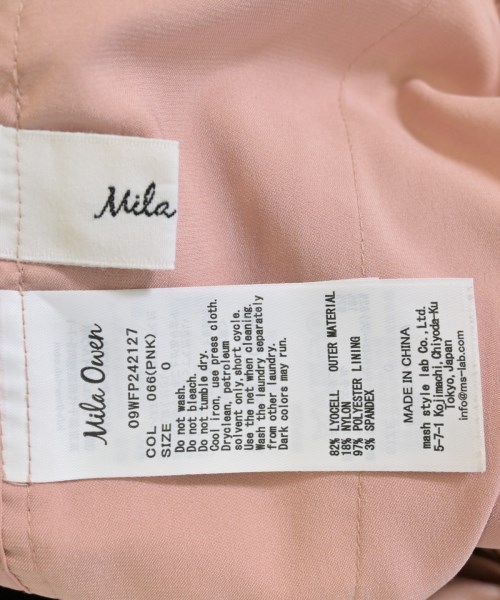 Mila
Mila Owen
09WFP242127
COL 066(PNK)
SIZE 0
Do not wash.
Do not bleach.
Do not tumble dry.
Cool iron, use press cloth.
Dryclean, petroleum
solvent only, short cycle.
Use the net when cleaning.
Wash the laundry separately
from other laundry.
Dark colors may run.
82% LYOCELL OUTER MATERIAL
18% NYLON
97% POLYESTER LINING
3% SPANDEX
MADE IN CHINA
mash style lab Co., Ltd.
5-7-1 Kojimachi, Chiyoda-Ku
Tokyo, Japan
info@ms-lab.com